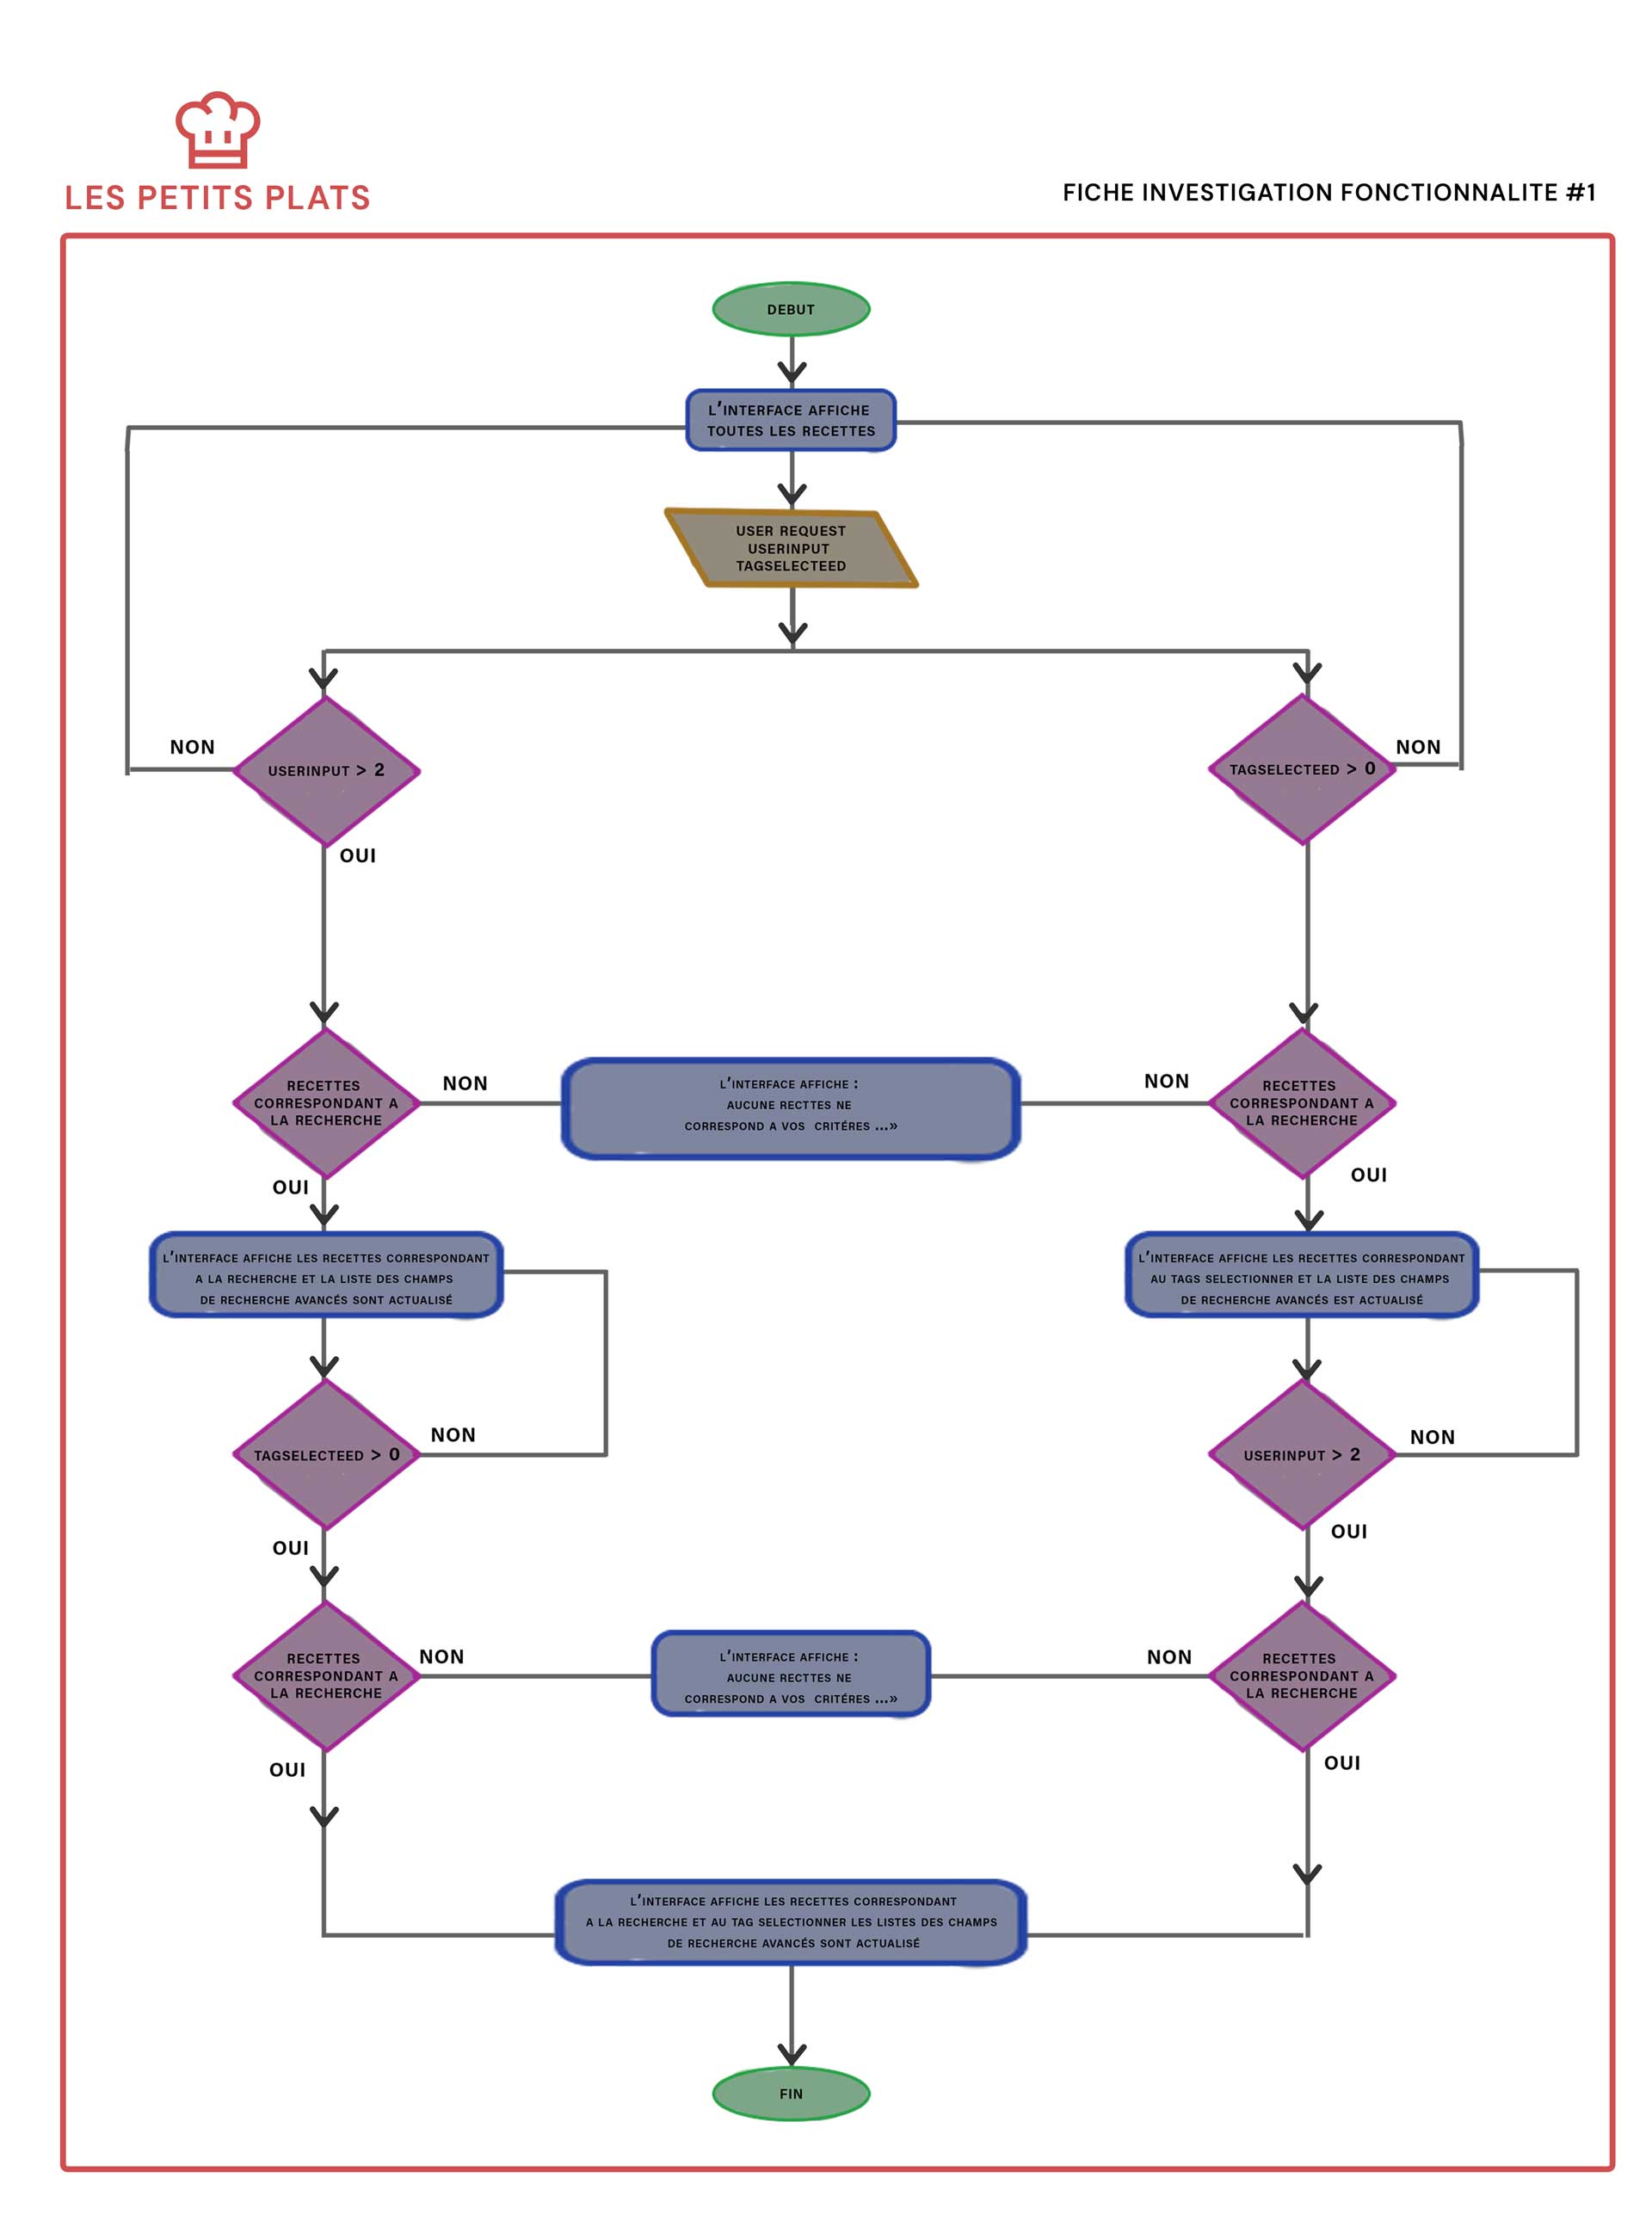 LES PETITS PLATS
FICHE INVESTIGATION FONCTIONNALITE #1
DEBUT
L'INTERFACE AFFICHE
TOUTES LES RECETTES
USER REQUEST
USERINPUT
TAGSELECTEED
NON
USERINPUT > 2
OUI
NON
TAGSELECTEED > 0
RECETTES
CORRESPONDANT A
LA RECHERCHE
NON
L'INTERFACE AFFICHE :
AUCUNE RECTTES NE
CORRESPOND A VOS CRITÉRES ...»
NON
RECETTES
CORRESPONDANT A
LA RECHERCHE
OUI
OUI
L'INTERFACE AFFICHE LES RECETTES CORRESPONDANT
A LA RECHERCHE ET LA LISTE DES CHAMPS
DE RECHERCHE AVANCÉS SONT ACTUALISÉ
L'INTERFACE AFFICHE LES RECETTES CORRESPONDANT
AU TAGS SELECTIONNER ET LA LISTE DES CHAMPS
DE RECHERCHE AVANCÉS EST ACTUALISÉ
TAGSELECTEED > 0
NON
USERINPUT > 2
NON
OUI
OUI
RECETTES
CORRESPONDANT A
LA RECHERCHE
NON
L'INTERFACE AFFICHE :
AUCUNE RECTTES NE
CORRESPOND A VOS CRITÉRES ...»
NON
RECETTES
CORRESPONDANT A
LA RECHERCHE
OUI
OUI
L'INTERFACE AFFICHE LES RECETTES CORRESPONDANT
A LA RECHERCHE ET AU TAG SELECTIONNER LES LISTES DES CHAMPS
DE RECHERCHE AVANCÉS SONT ACTUALISÉ
FIN